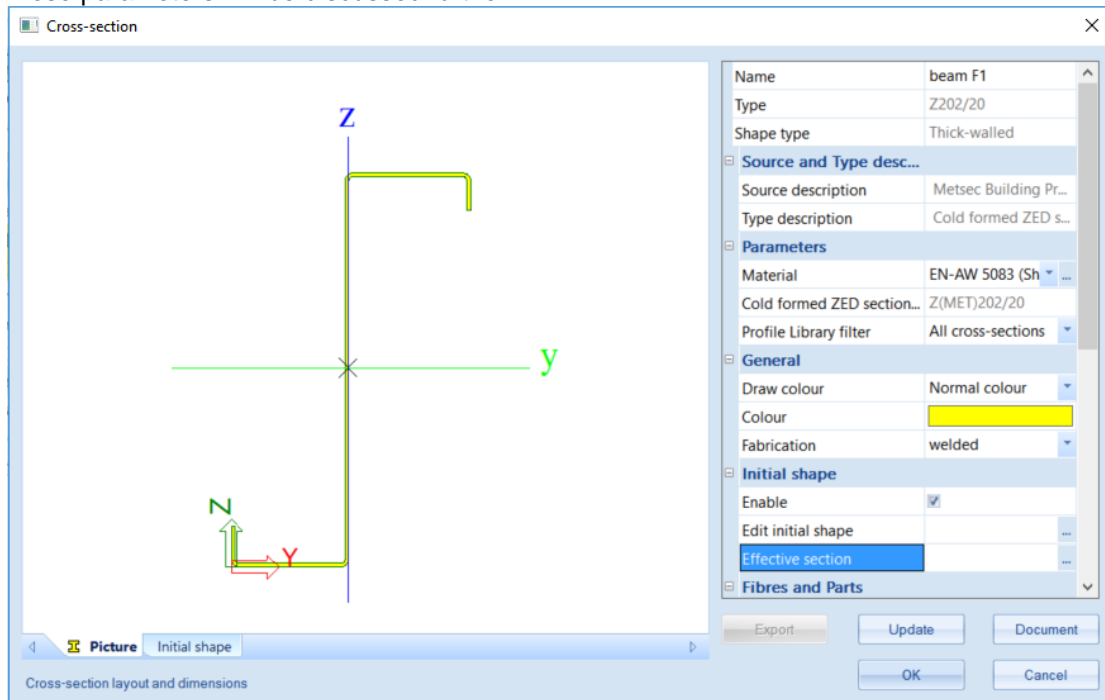 Cross-section
Name beam F1
Type Z202/20
Shape type Thick-walled
Source and Type desc...
Source description Metsec Building Pr...
Type description Cold formed ZED s...
Parameters
Material EN-AW 5083 (Sh ...
Cold formed ZED section... Z(MET)202/20
Profile Library filter All cross-sections
General
Draw colour Normal colour
Colour
Fabrication welded
Initial shape
Enable
Edit initial shape ...
Effective section ...
Fibres and Parts
z
y
Z
Y
Picture Initial shape
Cross-section layout and dimensions
Export Update Document
OK Cancel